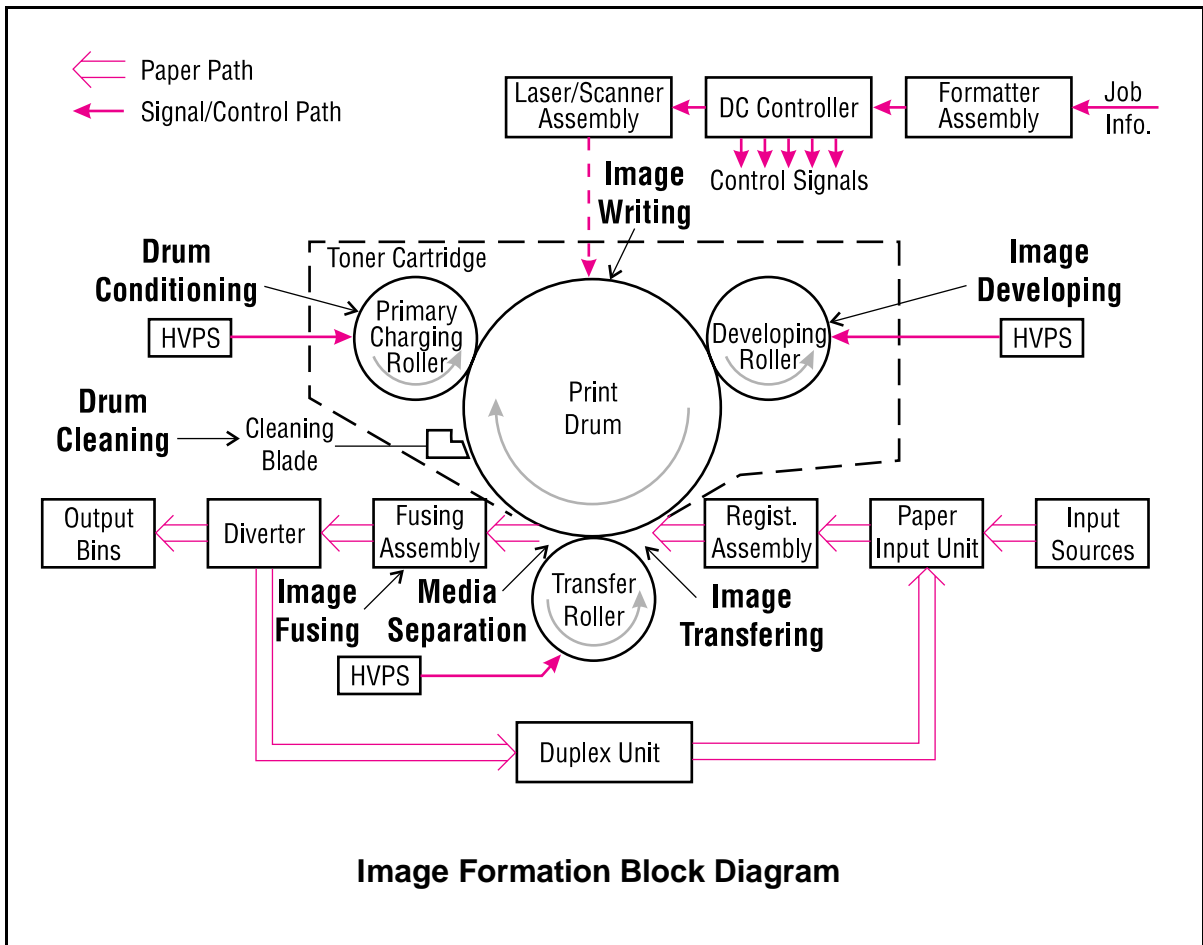 Paper Path
Signal/Control Path
Laser/Scanner
Assembly
DC Controller
Formatter
Assembly
Job
Info.
Control Signals
Image
Writing
Drum
Conditioning
Toner Cartridge
Image
Developing
HVPS
Primary
Charging
Roller
Developing
Roller
HVPS
Print
Drum
Drum
Cleaning
Cleaning
Blade
Output
Bins
Diverter
Fusing
Assembly
Regist.
Assembly
Paper
Input Unit
Input
Sources
Image
Fusing
Media
Separation
Transfer
Roller
Image
Transfering
HVPS
Duplex Unit
Image Formation Block Diagram